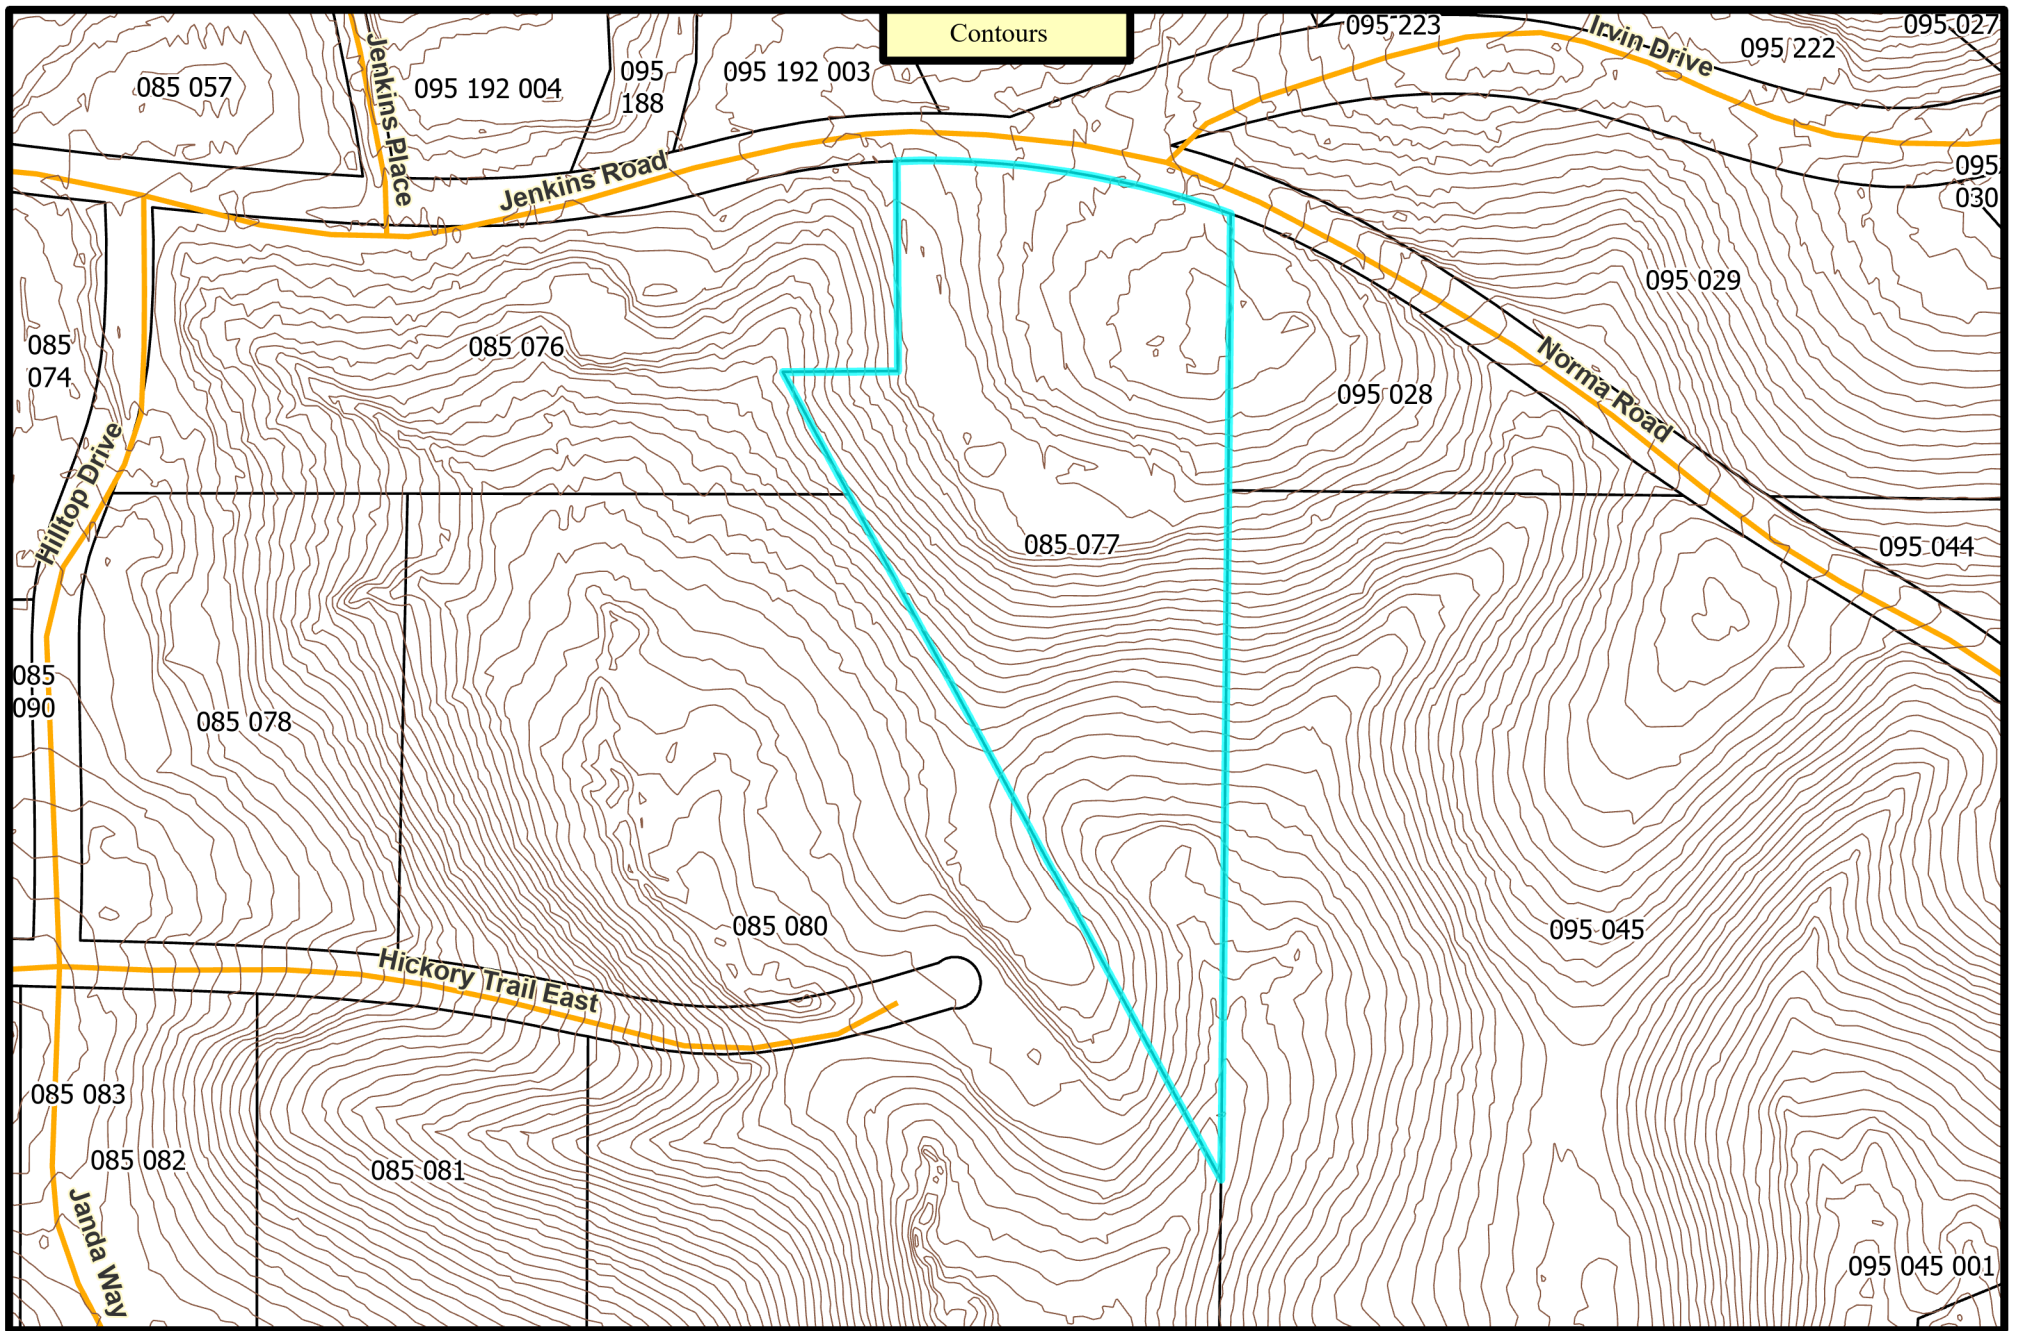 Contours
095 223
Irvin Drive
095 222
095 027
085 057
Jenkins Place
095 192 004
095
188
095 192 003
Jenkins Road
095
030
095 029
085
074
085 076
095 028
Norma Road
Hilltop Drive
085 077
095 044
085
090
085 078
085 080
095 045
Hickory Trail East
085 083
085 082
085 081
Janda Way
095 045 001